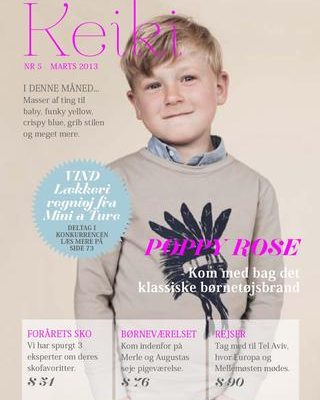 Keiki
NR 5 MARTS 2013
I DENNE MÅNED...
Masser af ting til
baby, funky yellow,
crispy blue, grib stilen
og meget mere.
VIND
Lækkeri
regntøj fra
Mini a Ture
DELTAG I
KONKURRENCEN
LÆS MERE PÅ
SIDE 73
POPPY ROSE
Kom med bag det
klassiske børnetøjsbrand
FORÅRETS SKO
Vi har spurgt 3
eksperter om deres
skofavoritter.
S 51
BØRNEVÆRELSET
Kom indenfor på
Merle og Augustas
seje pigeværelse.
S 76
REJSER
Tag med til Tel Aviv,
hvor Europa og
Mellemøsten mødes.
S 90